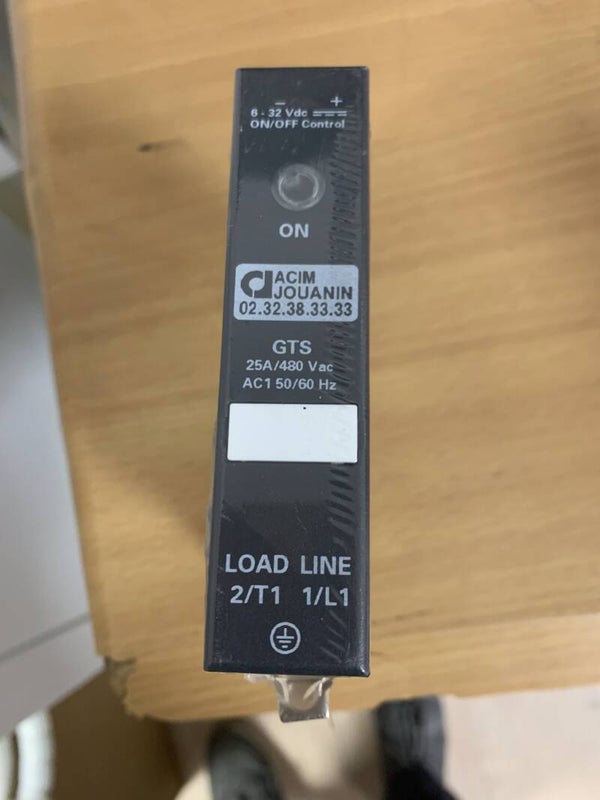 − +
6 - 32 Vdc
ON/OFF Control
ON
ACIM
JOUANIN
02.32.38.33.33
GTS
25A/480 Vac
AC1 50/60 Hz
LOAD LINE
2/T1 1/L1